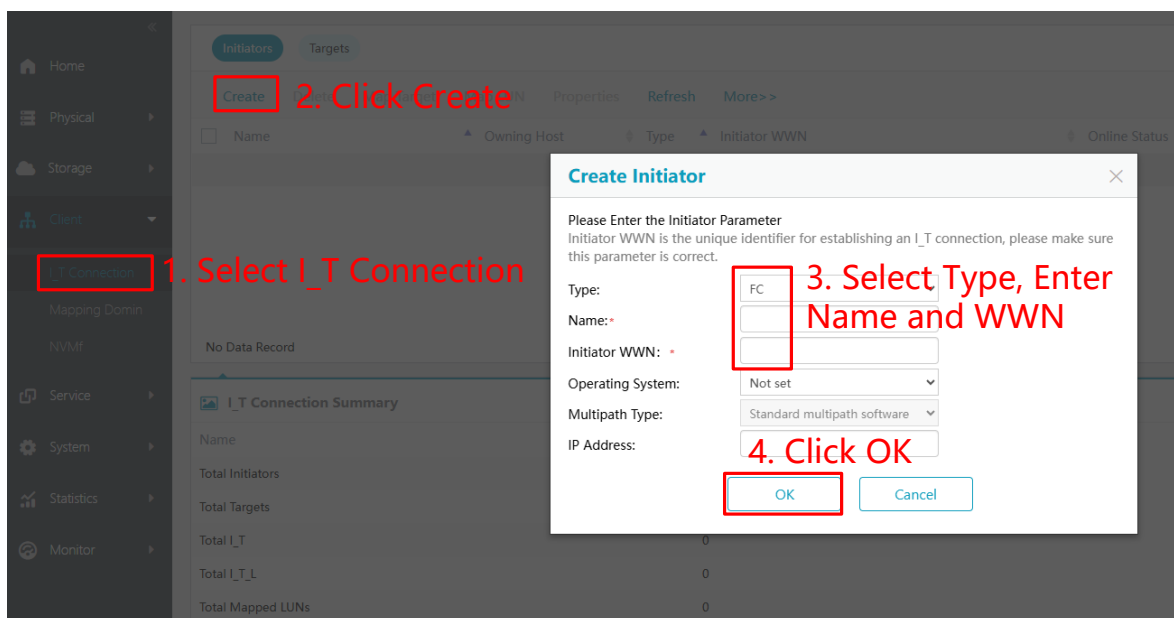 «
Home
Physical
Storage
Client
I_T Connection
Mapping Domin
NVMf
Service
System
Statistics
Monitor
Initiators Targets
Create Properties Refresh More>>
2. Click Create
Name Owning Host Type Initiator WWN Online Status
1. Select I_T Connection
No Data Record
I_T Connection Summary
Name
Total Initiators
Total Targets
Total I_T 0
Total I_T_L 0
Total Mapped LUNs 0
Create Initiator
Please Enter the Initiator Parameter
Initiator WWN is the unique identifier for establishing an I_T connection, please make sure
this parameter is correct.
Type: FC
Name:*
Initiator WWN: *
3. Select Type, Enter
Name and WWN
Operating System: Not set
Multipath Type: Standard multipath software
IP Address:
4. Click OK
OK Cancel